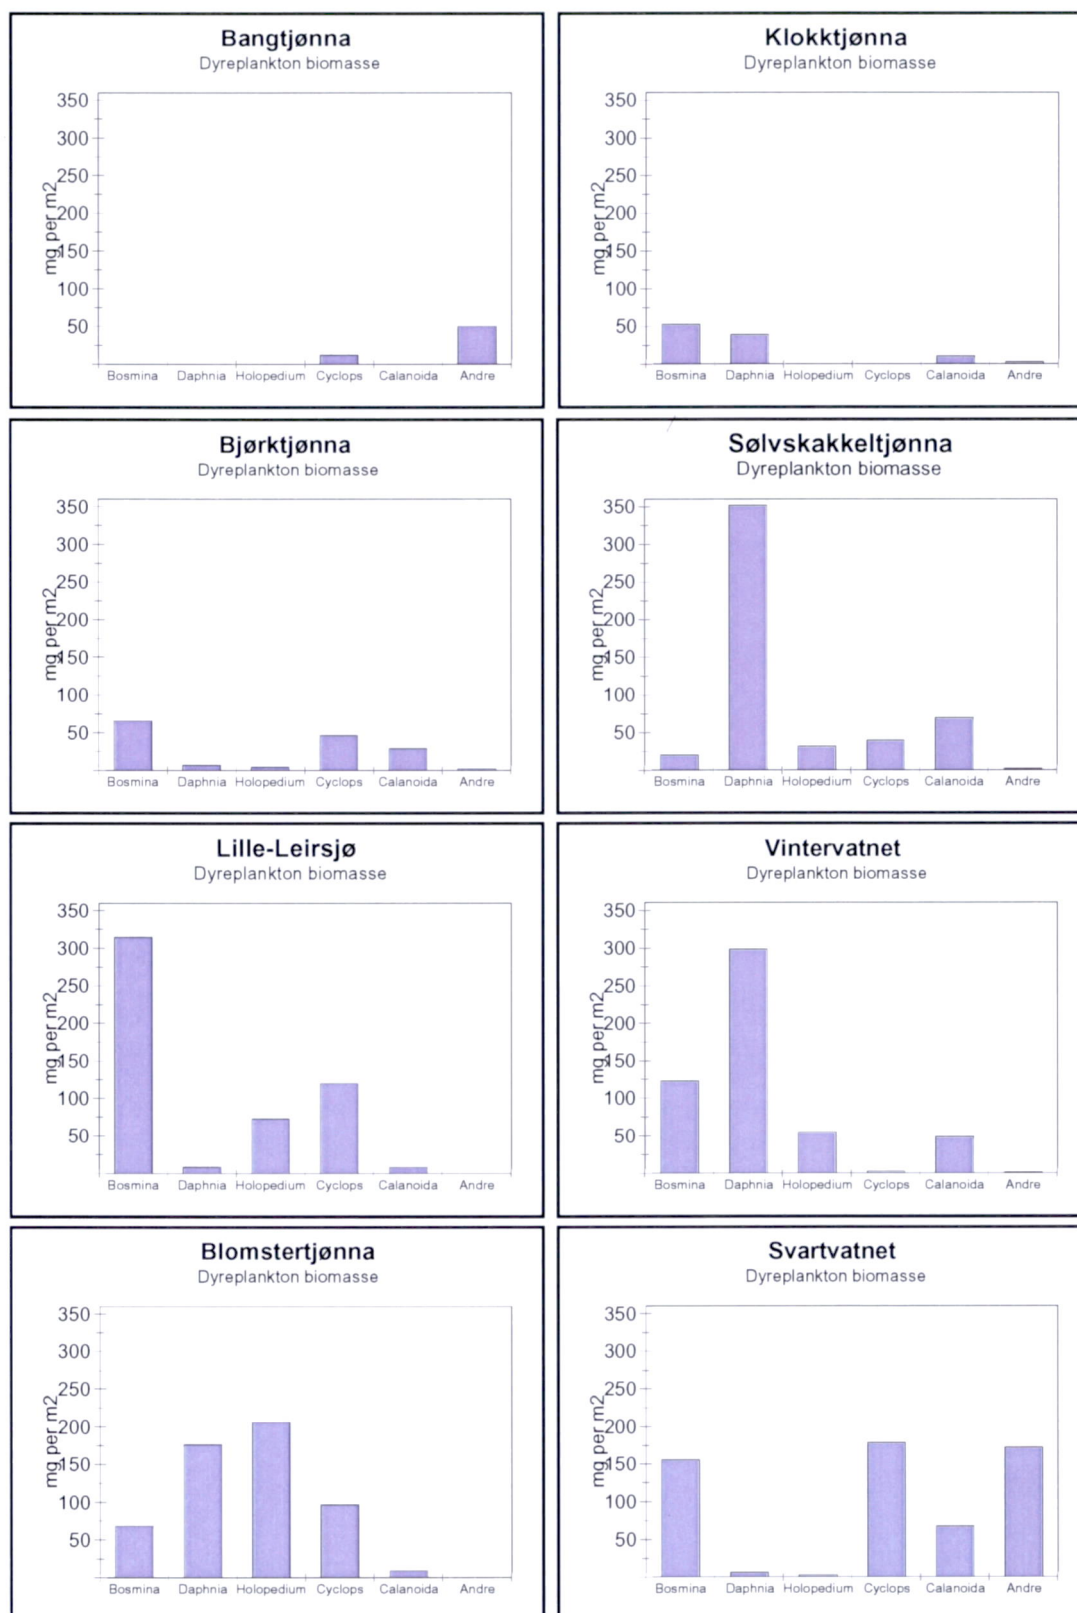 Bangtjønna
Dyreplankton biomasse
mg per m2
350
300
250
200
150
100
50
Bosmina Daphnia Holopedium Cyclops Calanoida Andre
Klokktjønna
Dyreplankton biomasse
mg per m2
350
300
250
200
150
100
50
Bosmina Daphnia Holopedium Cyclops Calanoida Andre
Bjørktjønna
Dyreplankton biomasse
mg per m2
350
300
250
200
150
100
50
Bosmina Daphnia Holopedium Cyclops Calanoida Andre
Sølvskakkeltjønna
Dyreplankton biomasse
mg per m2
350
300
250
200
150
100
50
Bosmina Daphnia Holopedium Cyclops Calanoida Andre
Lille-Leirsjø
Dyreplankton biomasse
mg per m2
350
300
250
200
150
100
50
Bosmina Daphnia Holopedium Cyclops Calanoida Andre
Vintervatnet
Dyreplankton biomasse
mg per m2
350
300
250
200
150
100
50
Bosmina Daphnia Holopedium Cyclops Calanoida Andre
Blomstertjønna
Dyreplankton biomasse
mg per m2
350
300
250
200
150
100
50
Bosmina Daphnia Holopedium Cyclops Calanoida Andre
Svartvatnet
Dyreplankton biomasse
mg per m2
350
300
250
200
150
100
50
Bosmina Daphnia Holopedium Cyclops Calanoida Andre